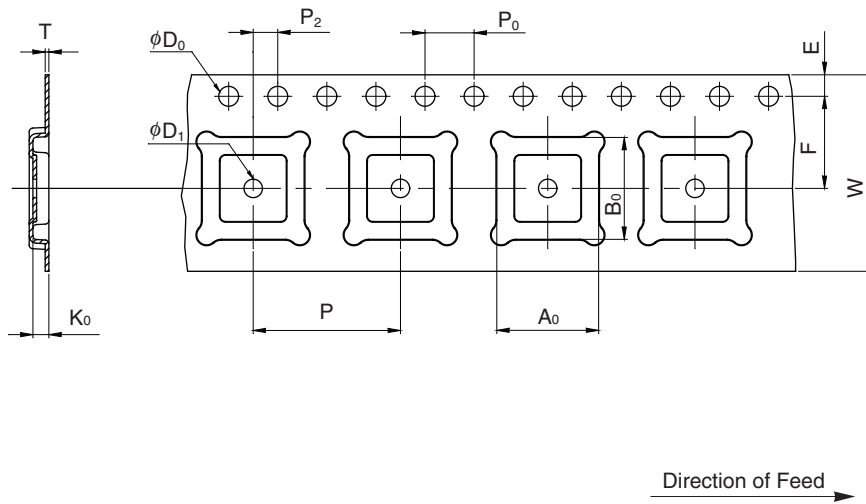 T
φD₀
P₂
P₀
E
φD₁
F
W
B₀
P
A₀
K₀
Direction of Feed